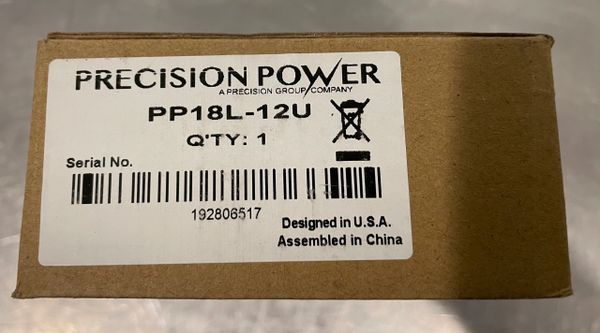 PRECISION POWER
A PRECISION GROUP COMPANY
PP18L-12U
Q'TY: 1
Serial No.
192806517
Designed in U.S.A.
Assembled in China